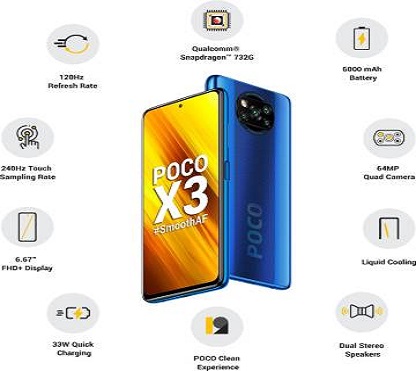 Qualcomm®
Snapdragon™ 732G
120Hz
Refresh Rate
6000 mAh
Battery
240Hz Touch
Sampling Rate
64MP
Quad Camera
POCO
X3
#SmoothAF
POCO
6.67"
FHD+ Display
Liquid Cooling
33W Quick
Charging
POCO Clean
Experience
Dual Stereo
Speakers